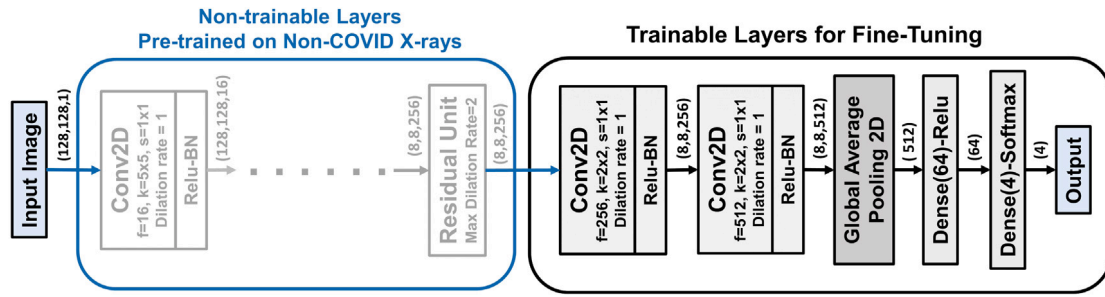 Non-trainable Layers
Pre-trained on Non-COVID X-rays
Trainable Layers for Fine-Tuning
Input Image
(128,128,1)
Conv2D
f=16, k=5x5, s=1x1
Dilation rate = 1
Relu-BN
(128,128,16)
(8,8,256)
Residual Unit
Max Dilation Rate=2
(8,8,256)
Conv2D
f=256, k=2x2, s=1x1
Dilation rate = 1
Relu-BN
(8,8,256)
Conv2D
f=512, k=2x2, s=1x1
Dilation rate = 1
Relu-BN
(8,8,512)
Global Average
Pooling 2D
( 512)
Dense(64)-Relu
(64)
Dense(4)-Softmax
(4)
Output